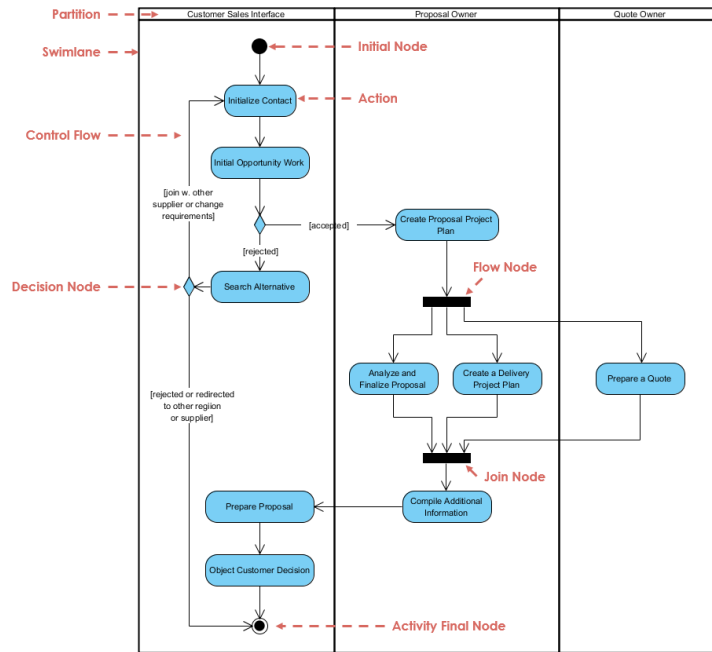 Partition
Customer Sales Interface
Proposal Owner
Quote Owner
Swimlane
Initial Node
Initialize Contact
Action
Control Flow
Initial Opportunity Work
[join w. other
supplier or change
requirements]
[accepted]
Create Proposal Project
Plan
[rejected]
Flow Node
Decision Node
Search Alternative
Analyze and
Finalize Proposal
Create a Delivery
Project Plan
Prepare a Quote
[rejected or redirected
to other regiion
or supplier]
Join Node
Prepare Proposal
Compile Additional
Information
Object Customer Decision
Activity Final Node